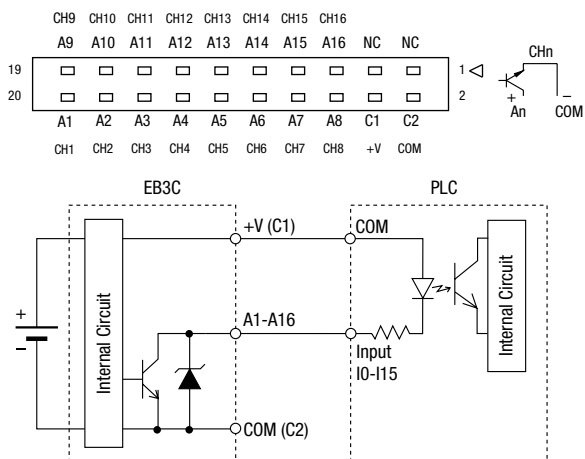 CH9 CH10 CH11 CH12 CH13 CH14 CH15 CH16
A9 A10 A11 A12 A13 A14 A15 A16 NC NC
19 1
20 2
A1 A2 A3 A4 A5 A6 A7 A8 C1 C2
CH1 CH2 CH3 CH4 CH5 CH6 CH7 CH8 +V COM
CHn
+ −
An COM
EB3C
PLC
+V (C1)
COM
+
−
Internal Circuit
A1-A16
Input
I0-I15
Internal Circuit
COM (C2)